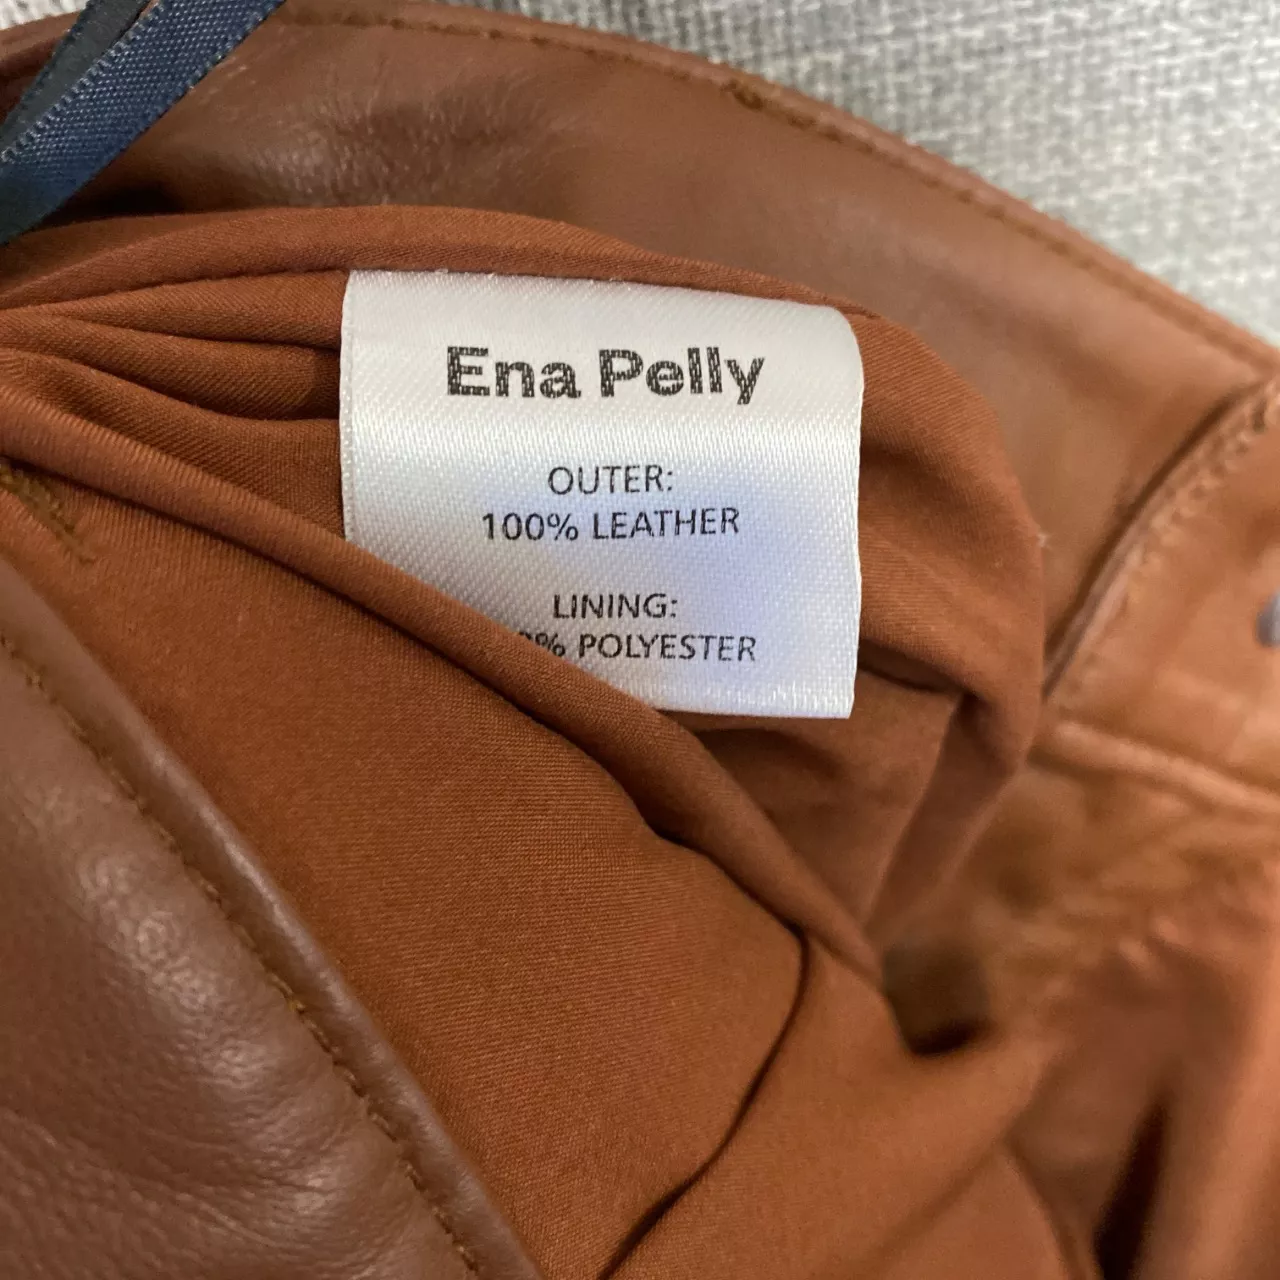 Ena Pelly
OUTER:
100% LEATHER
LINING:
% POLYESTER